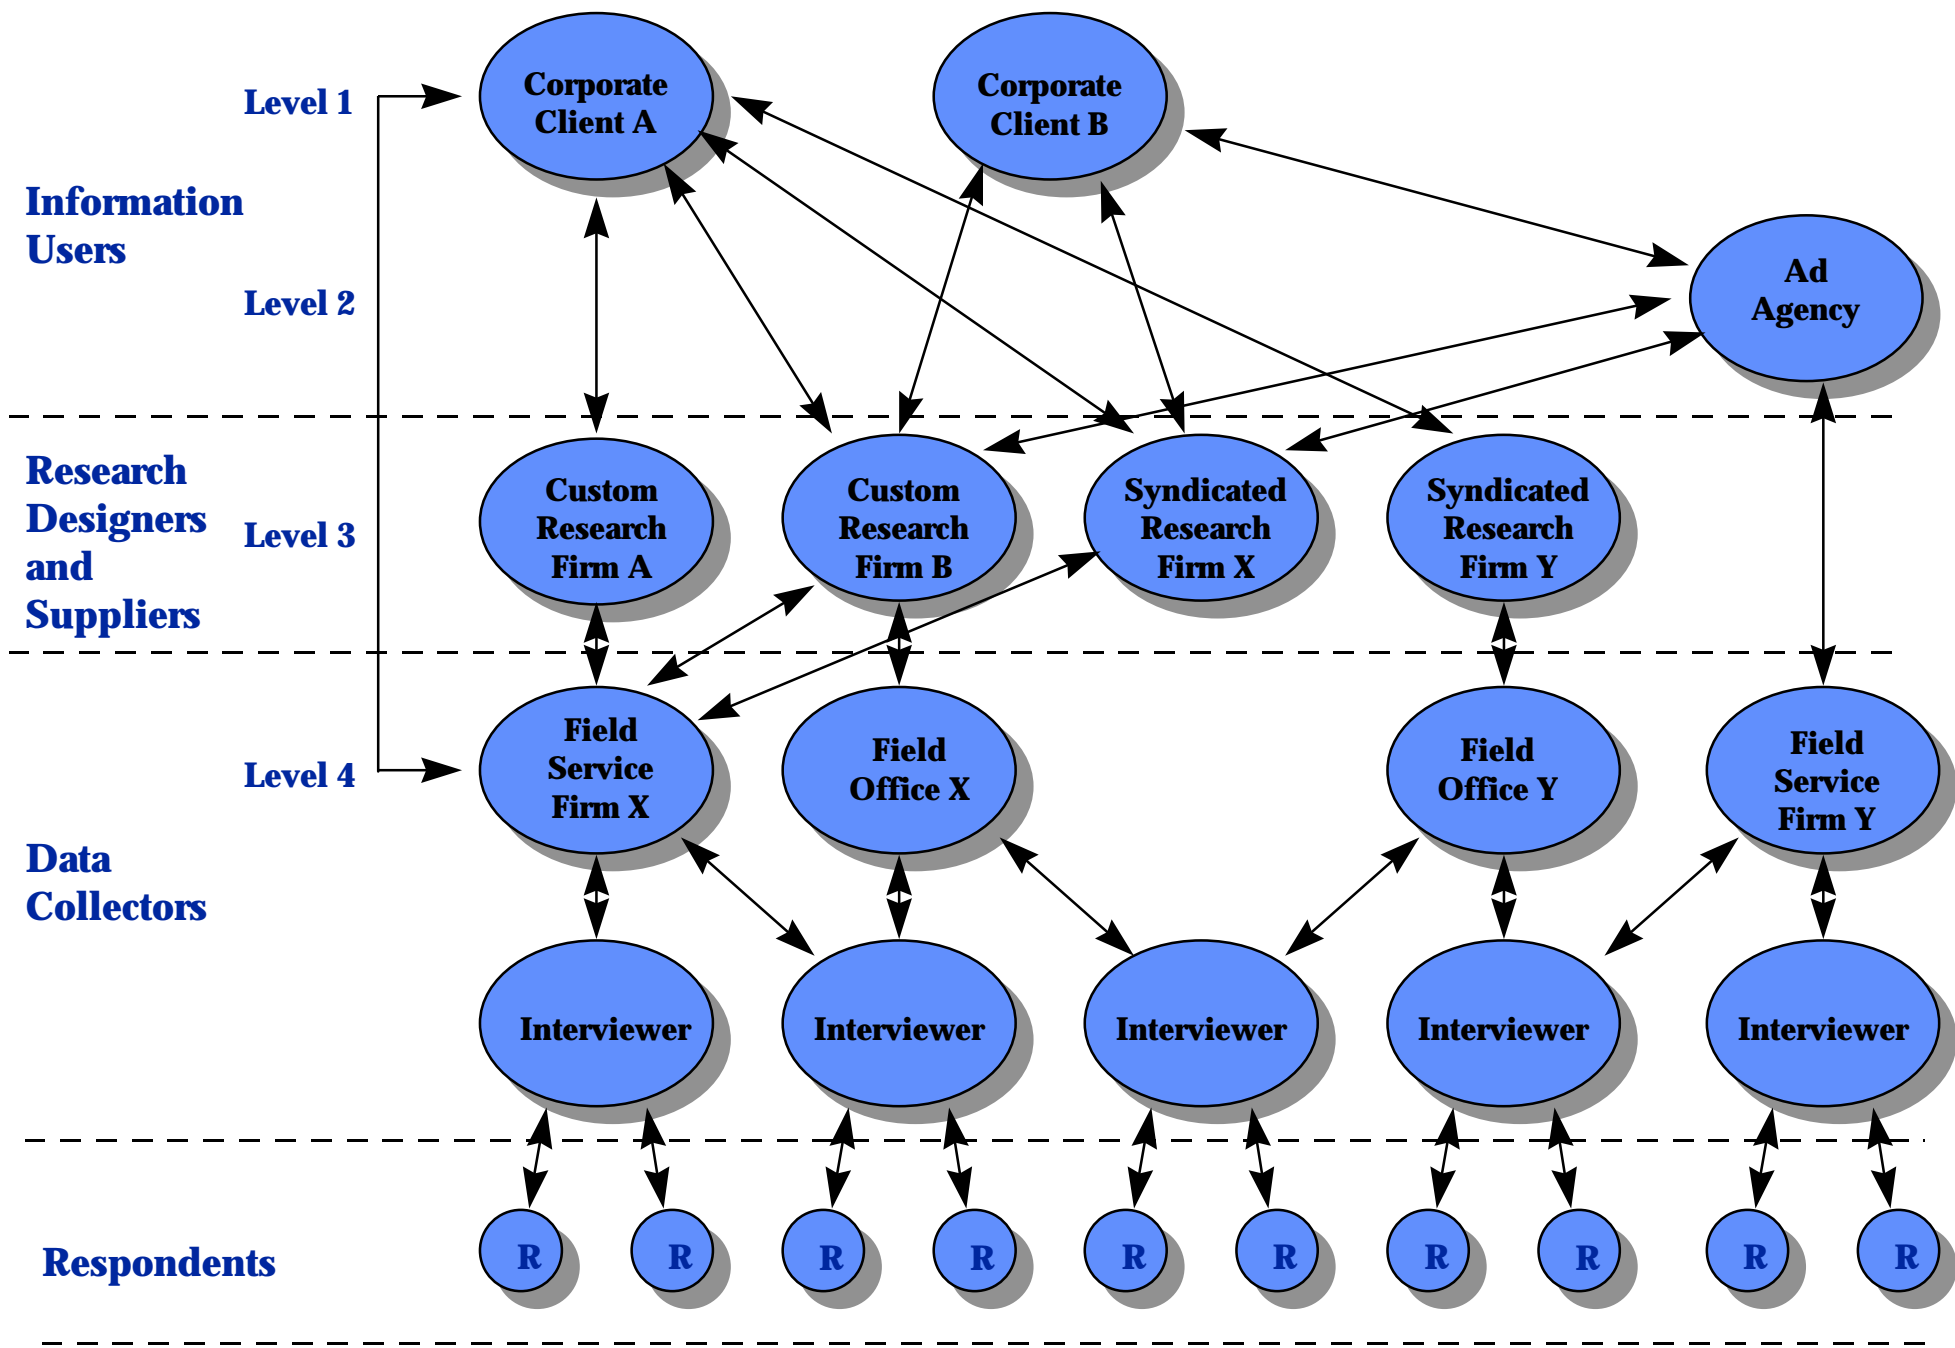 Level 1
Corporate
Client A
Corporate
Client B
Information
Users
Level 2
Ad
Agency
Research
Designers
and
Suppliers
Level 3
Custom
Research
Firm A
Custom
Research
Firm B
Syndicated
Research
Firm X
Syndicated
Research
Firm Y
Level 4
Field
Service
Firm X
Field
Office X
Field
Office Y
Field
Service
Firm Y
Data
Collectors
Interviewer
Interviewer
Interviewer
Interviewer
Interviewer
Respondents
R
R
R
R
R
R
R
R
R
R